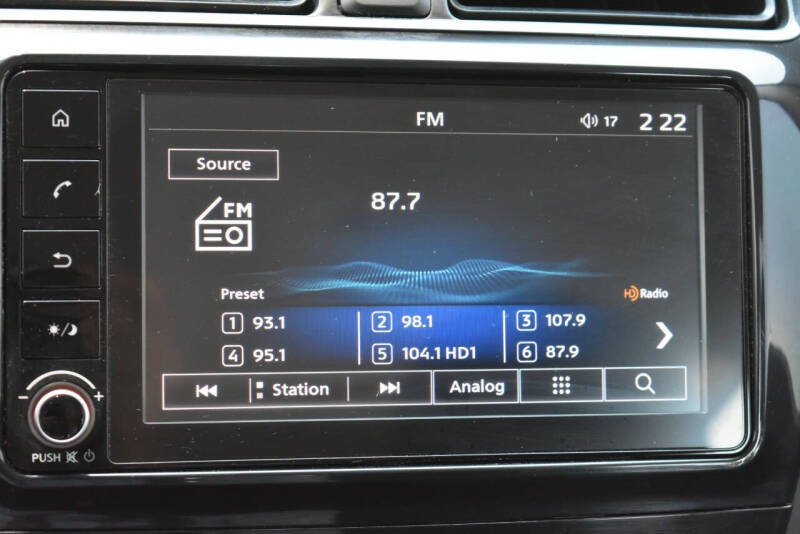 FM 17 2 22
Source
FM
87.7
Preset
HD Radio
1 93.1 2 98.1 3 107.9
4 95.1 5 104.1 HD1 6 87.9
Station Analog
- +
PUSH